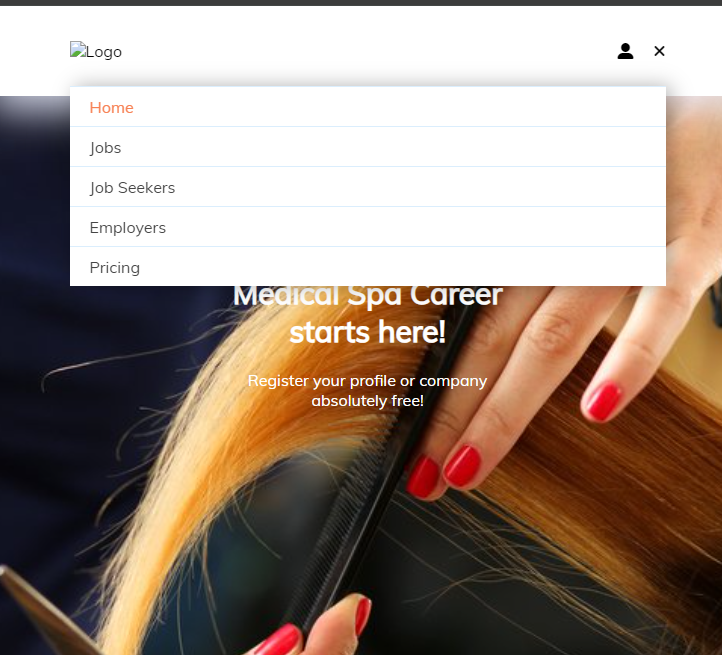 Logo
Home
Jobs
Job Seekers
Employers
Pricing
Medical Spa Career
starts here!
Register your profile or company
absolutely free!